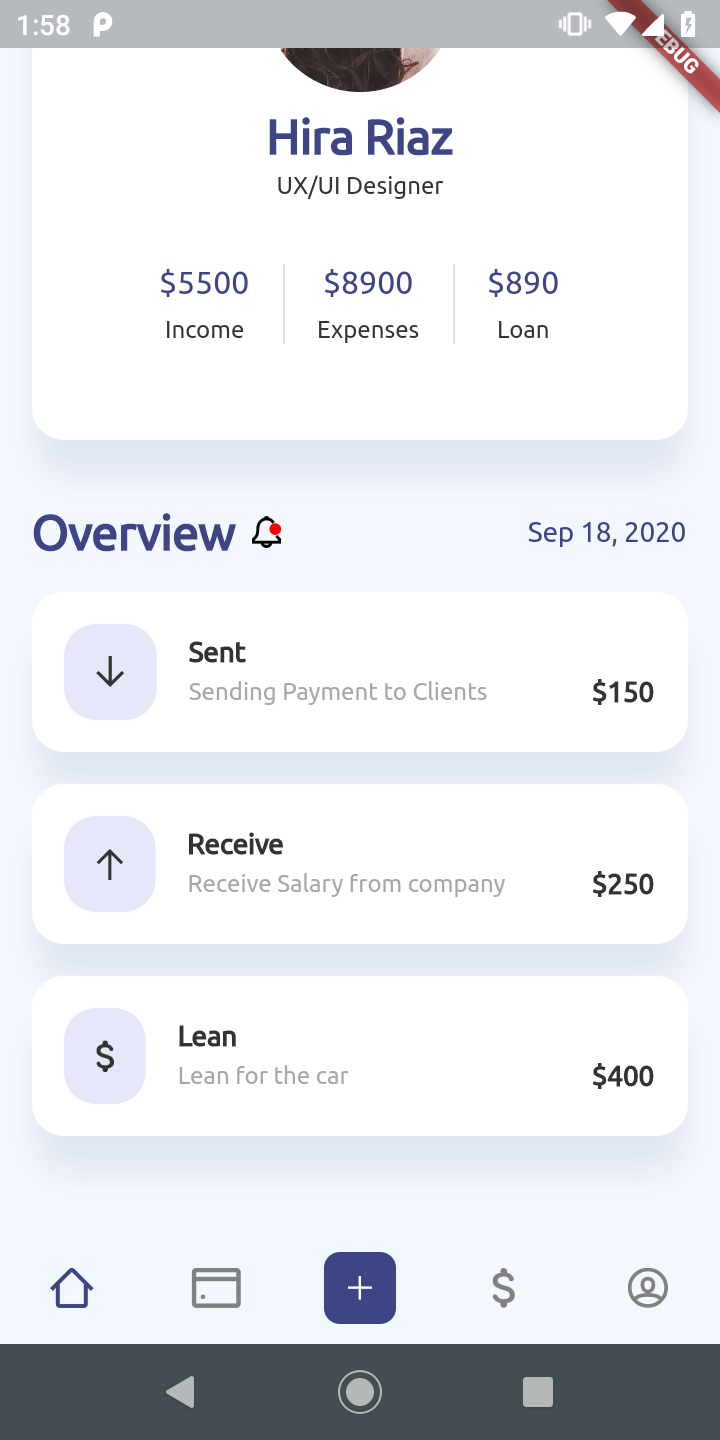 1:58
EBUG
Hira Riaz
UX/UI Designer
$5500 $8900 $890
Income Expenses Loan
Overview Sep 18, 2020
Sent
Sending Payment to Clients $150
Receive
Receive Salary from company $250
$ Lean
Lean for the car $400
$